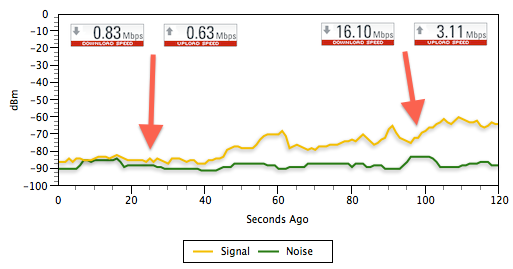 0
-10
-20
-30
-40
-50
-60
-70
-80
-90
-100
dBm
0.83 Mbps
DOWNLOAD SPEED
0.63 Mbps
UPLOAD SPEED
16.10 Mbps
DOWNLOAD SPEED
3.11 Mbps
UPLOAD SPEED
0 20 40 60 80 100 120
Seconds Ago
Signal Noise